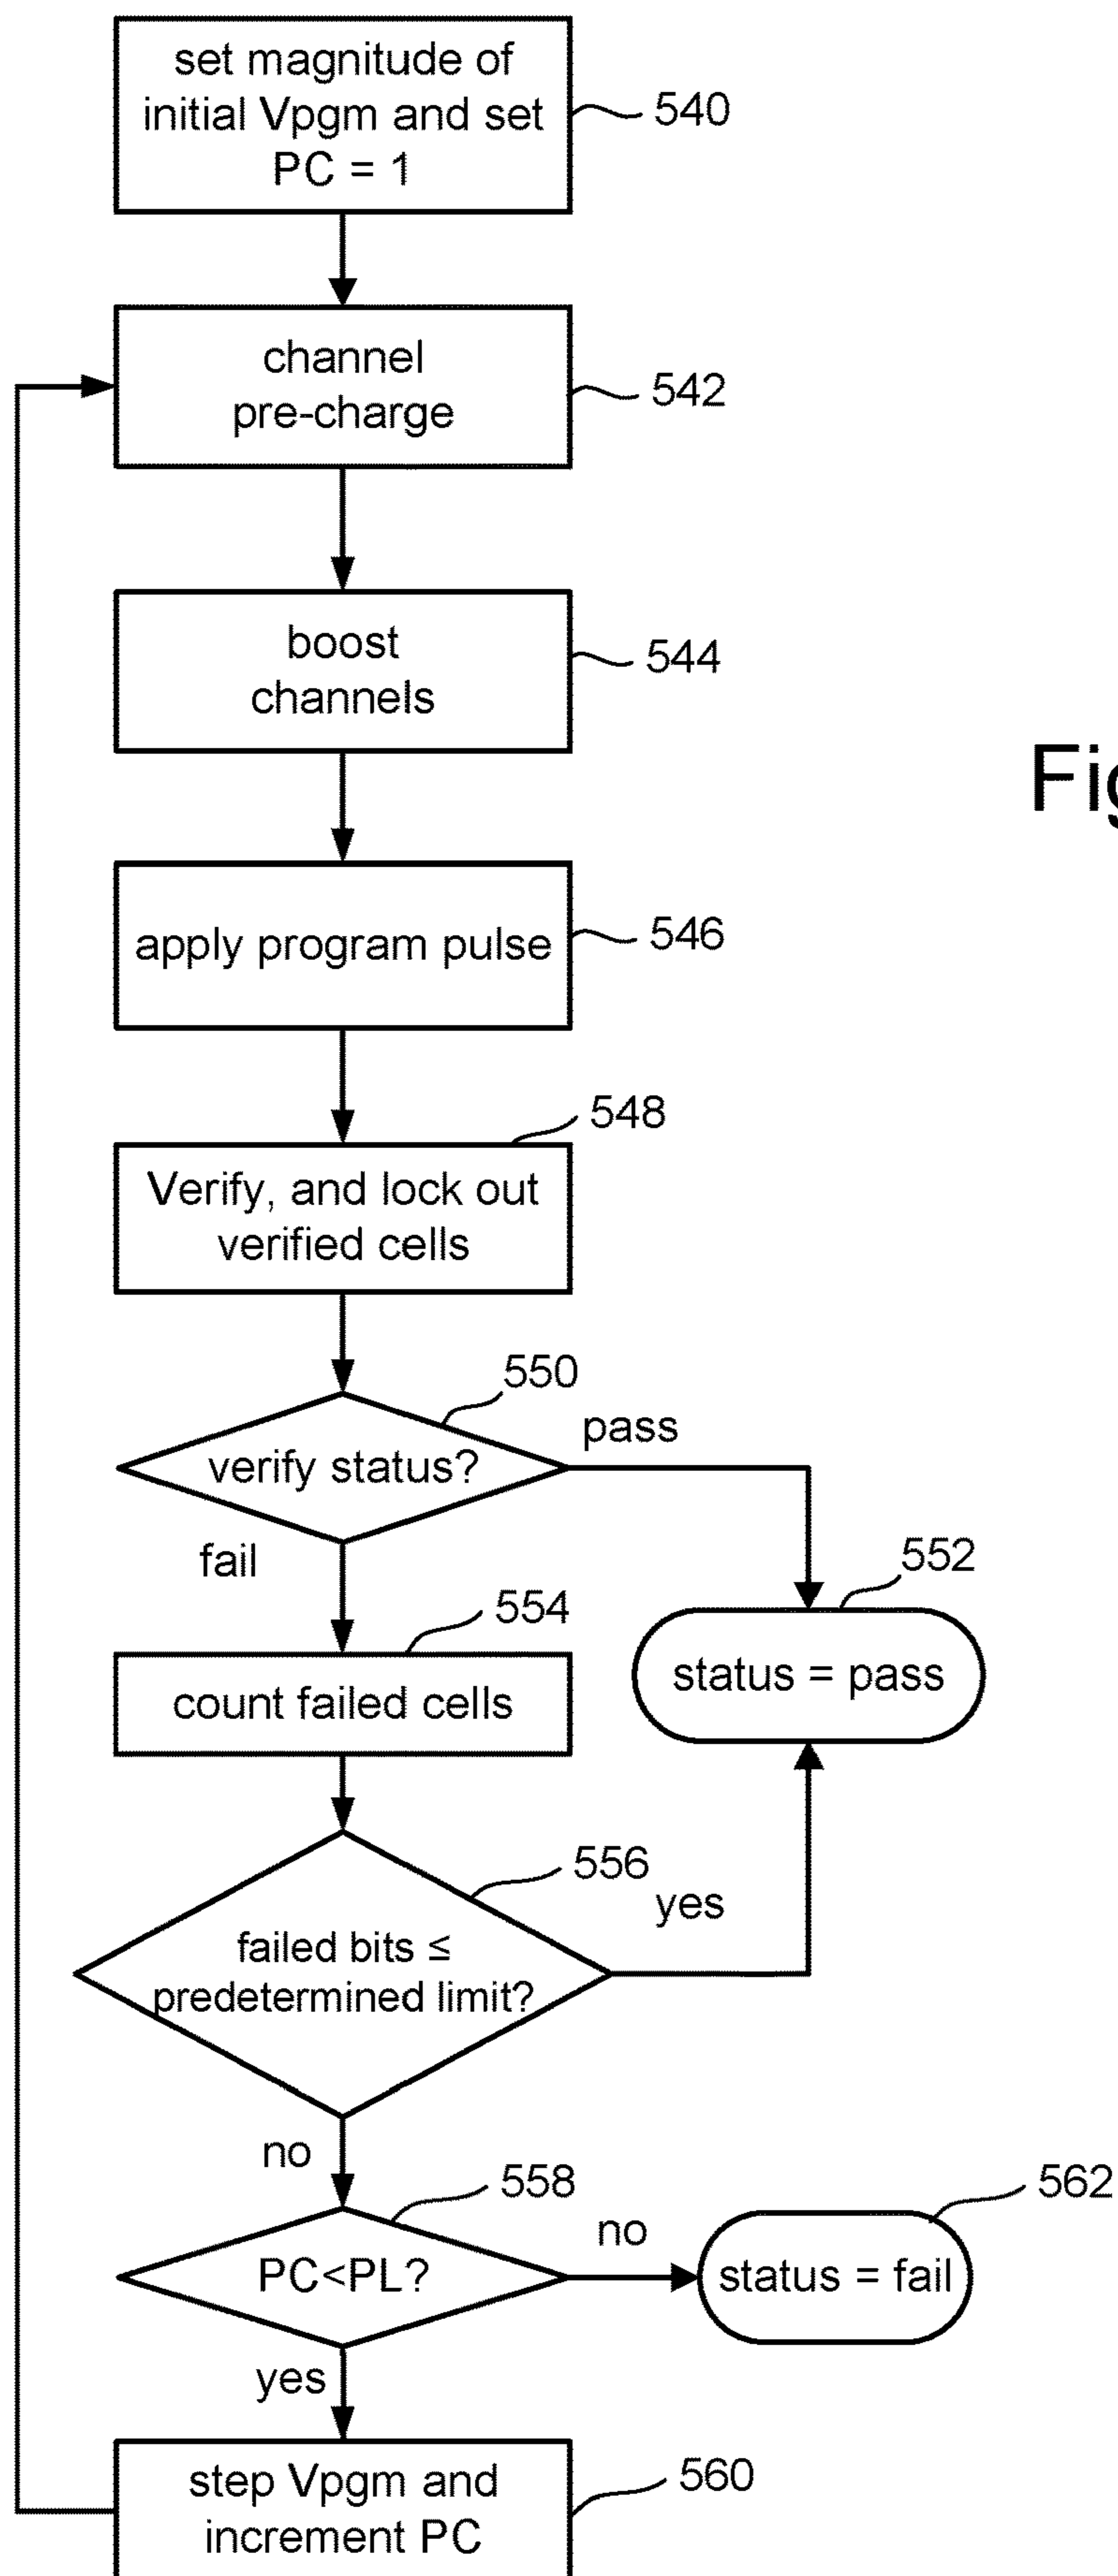 set magnitude of
initial Vpgm and set
PC = 1
540
channel
pre-charge
542
boost
channels
544
Fig
apply program pulse
546
548
Verify, and lock out
verified cells
550
verify status?
pass
fail
552
status = pass
554
count failed cells
556
yes
failed bits ≤
predetermined limit?
no
558
PC<PL?
no
562
status = fail
yes
step Vpgm and
increment PC
560